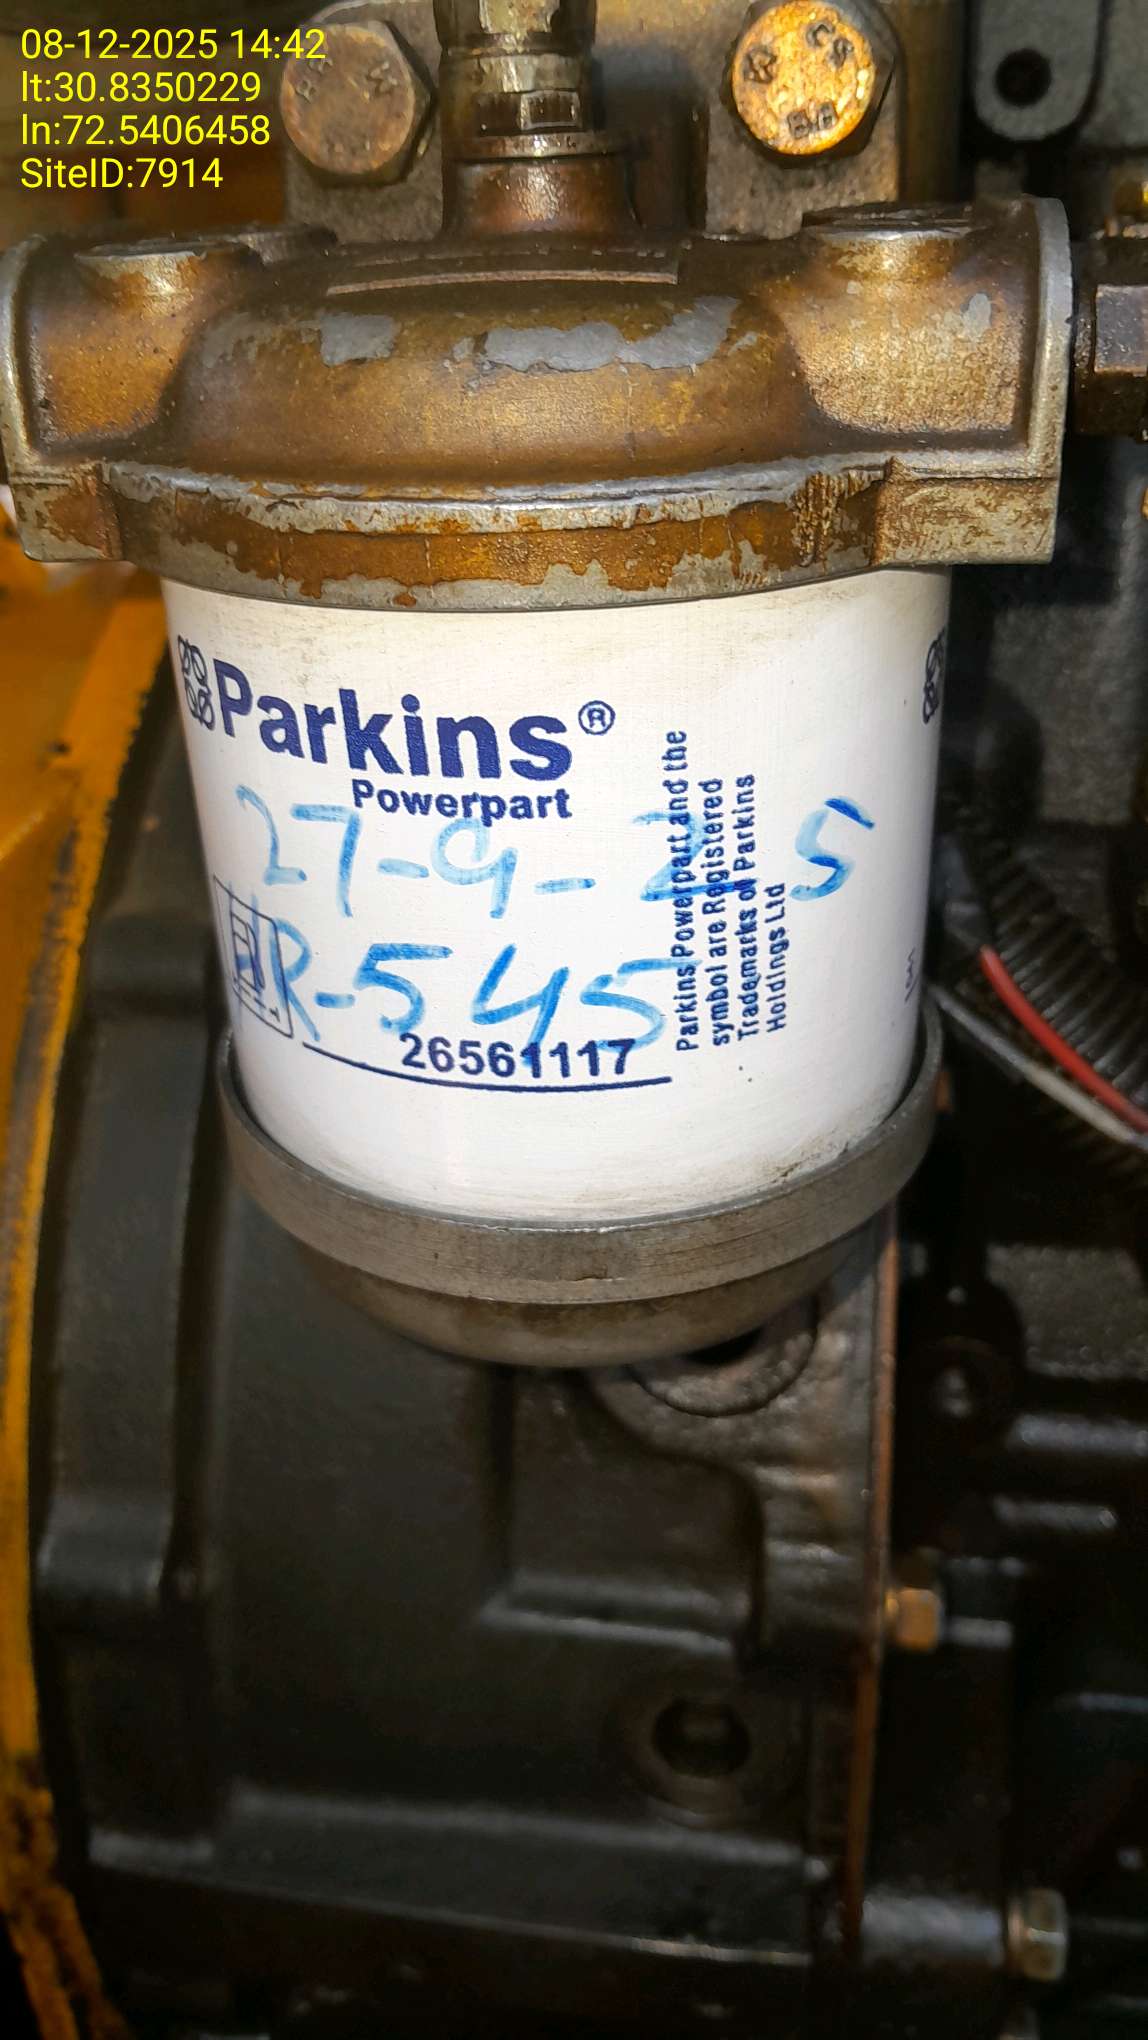 08-12-2025 14:42
lt:30.8350229
ln:72.5406458
SiteID:7914
Parkins®
Powerpart
27-9-25
HR-545
26561117
Parkins Powerpart and the
symbol are Registered
Trademarks of Parkins
Holdings Ltd